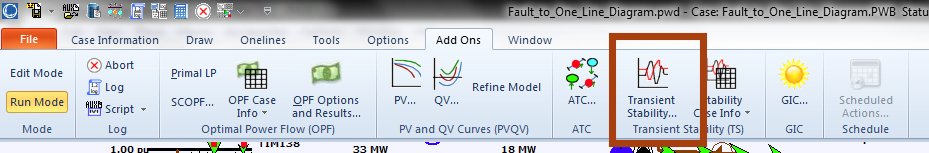 Fault_to_One_Line_Diagram.pwd - Case: Fault_to_One_Line_Diagram.PWB Statu
File Case Information Draw Onelines Tools Options Add Ons Window
Edit Mode
Run Mode
Mode
Abort
Log
Script
Log
Primal LP
SCOPF...
OPF Case
Info
OPF Options
and Results...
Optimal Power Flow (OPF)
PV...
QV...
Refine Model
PV and QV Curves (PVQV)
ATC...
ATC
Transient
Stability...
tability
Case Info
Transient Stability (TS)
GIC...
GIC
Scheduled
Actions...
Schedule
1.00 pu
TIM138
33 MW
18 MW